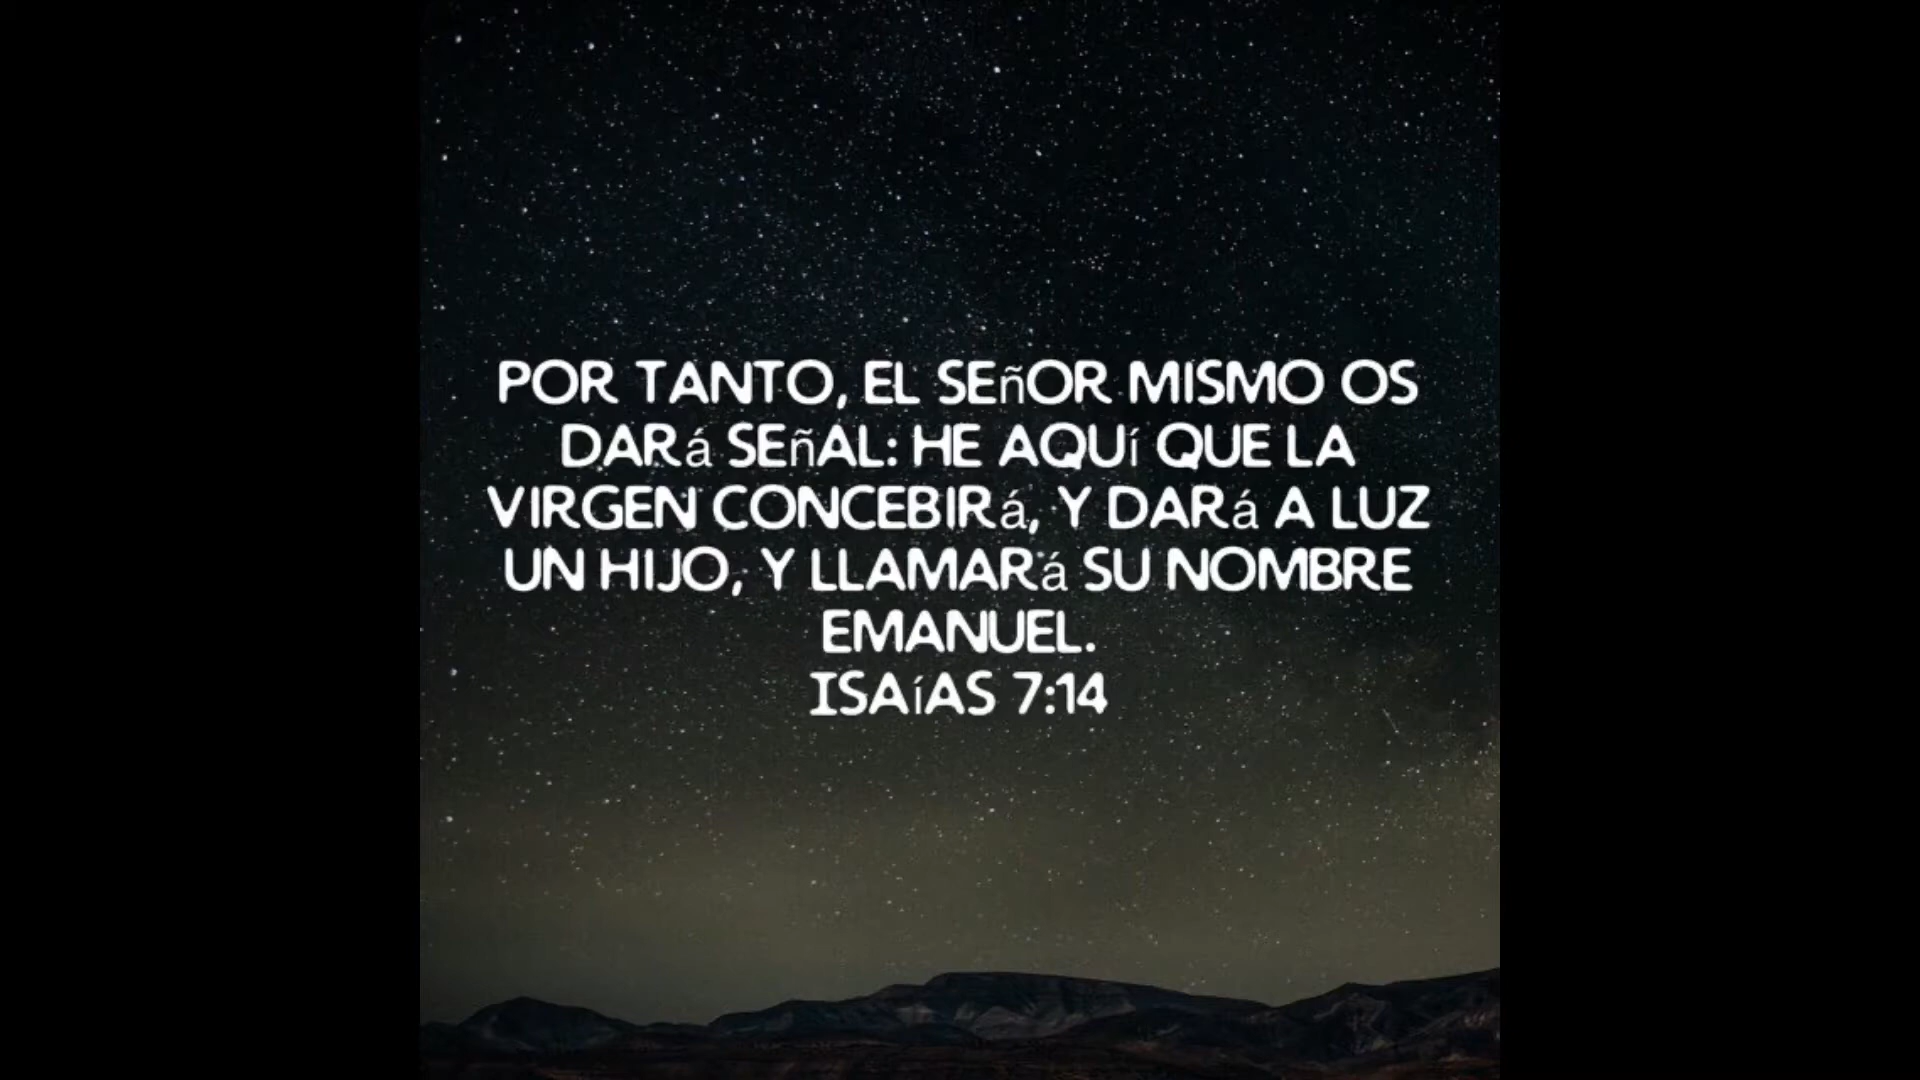 POR TANTO, EL SEñOR MISMO OS
DARá SEñAL: HE AQUí QUE LA
VIRGEN CONCEBIRá, Y DARá A LUZ
UN HIJO, Y LLAMARá SU NOMBRE
EMANUEL.
ISAíAS 7:14